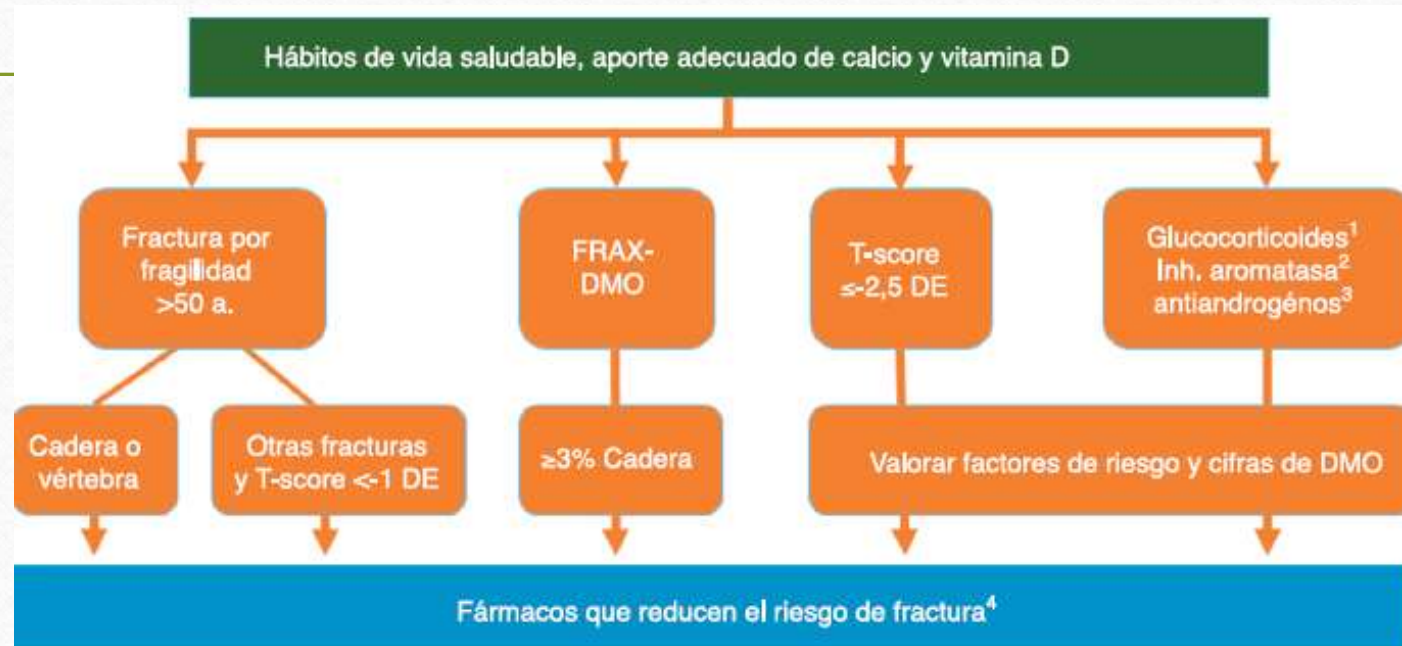 Hábitos de vida saludable, aporte adecuado de calcio y vitamina D
Fractura por
fragilidad
>50 a.
FRAX-
DMO
T-score
≤-2,5 DE
Glucocorticoides¹
Inh. aromatasa²
antiandrogénos³
Cadera o
vértebra
Otras fracturas
y T-score <-1 DE
≥3% Cadera
Valorar factores de riesgo y cifras de DMO
Fármacos que reducen el riesgo de fractura⁴